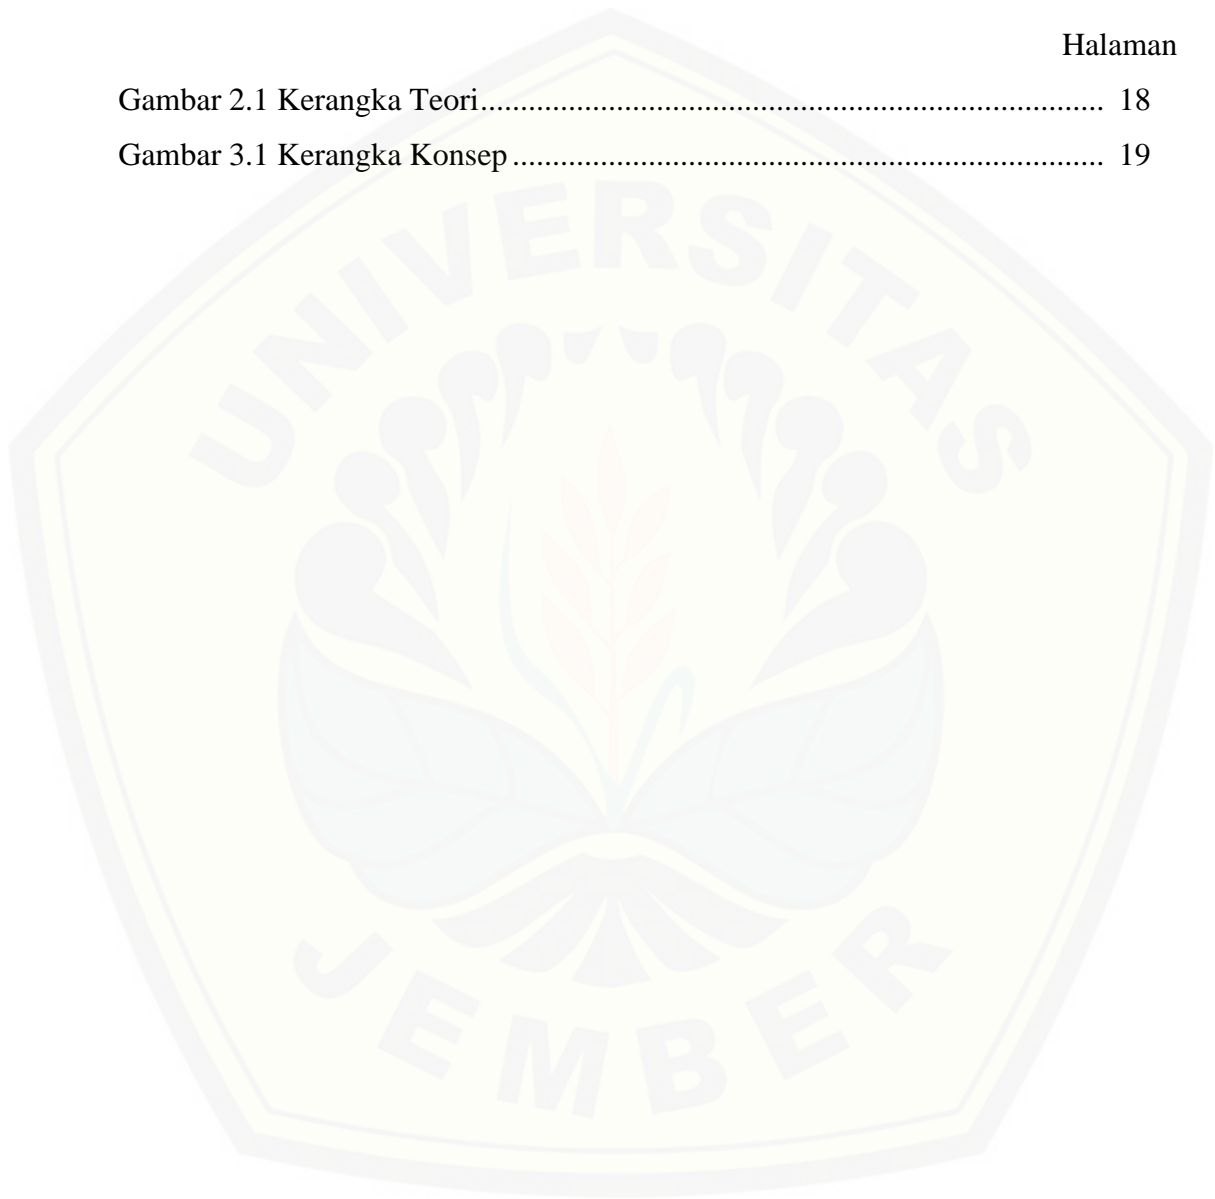 Halaman
Gambar 2.1 Kerangka Teori.............................................................................. 18
Gambar 3.1 Kerangka Konsep.......................................................................... 19
UNIVERSITAS
JEMBER